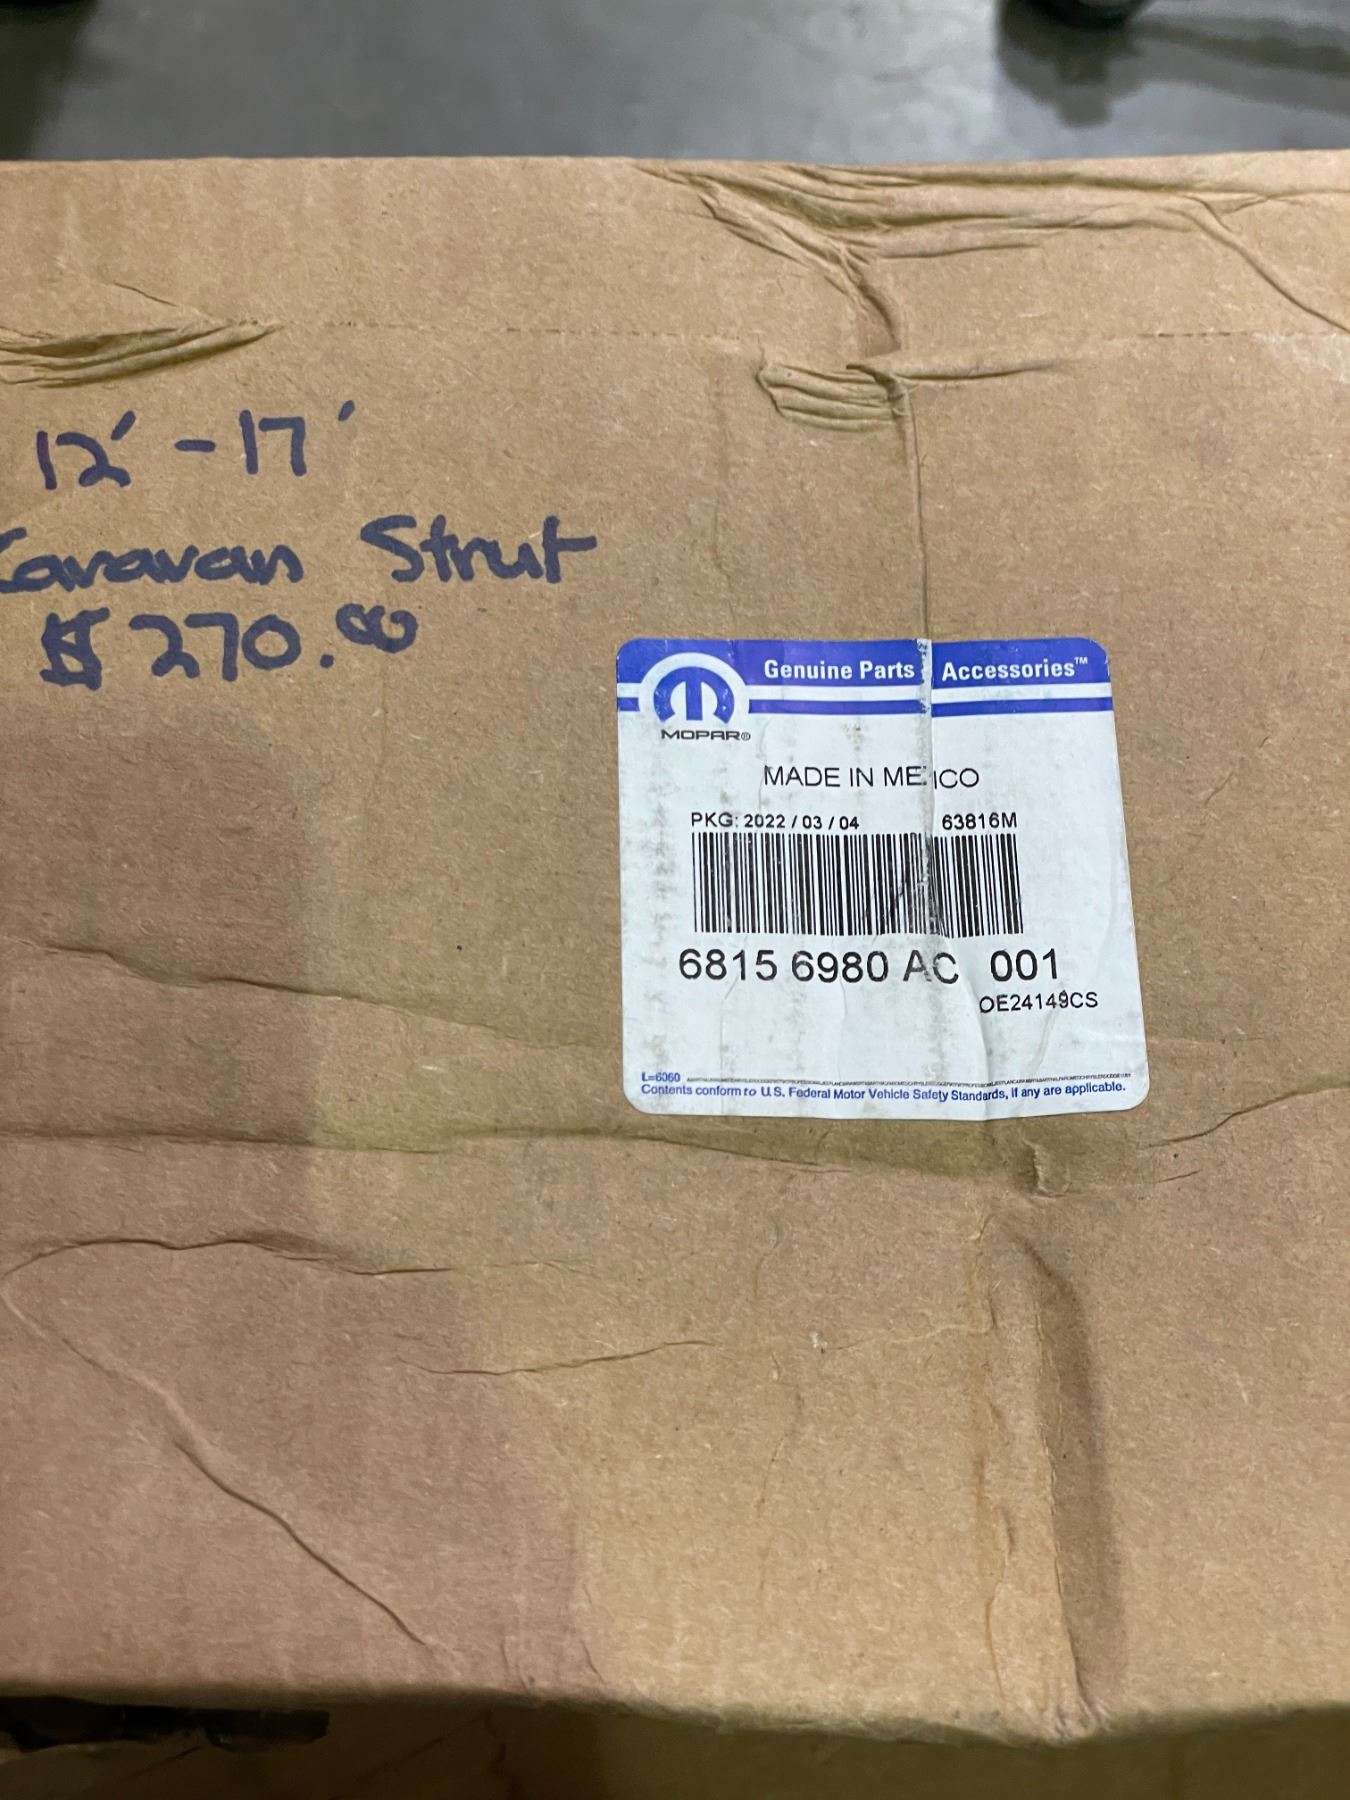 12' - 17'
Caravan Strut
$ 270.00
Genuine Parts Accessories™
MOPAR®
MADE IN MEXICO
PKG: 2022 / 03 / 04 63816M
6815 6980 AC 001
OE24149CS
L=6060
Contents conform to U.S. Federal Motor Vehicle Safety Standards, if any are applicable.